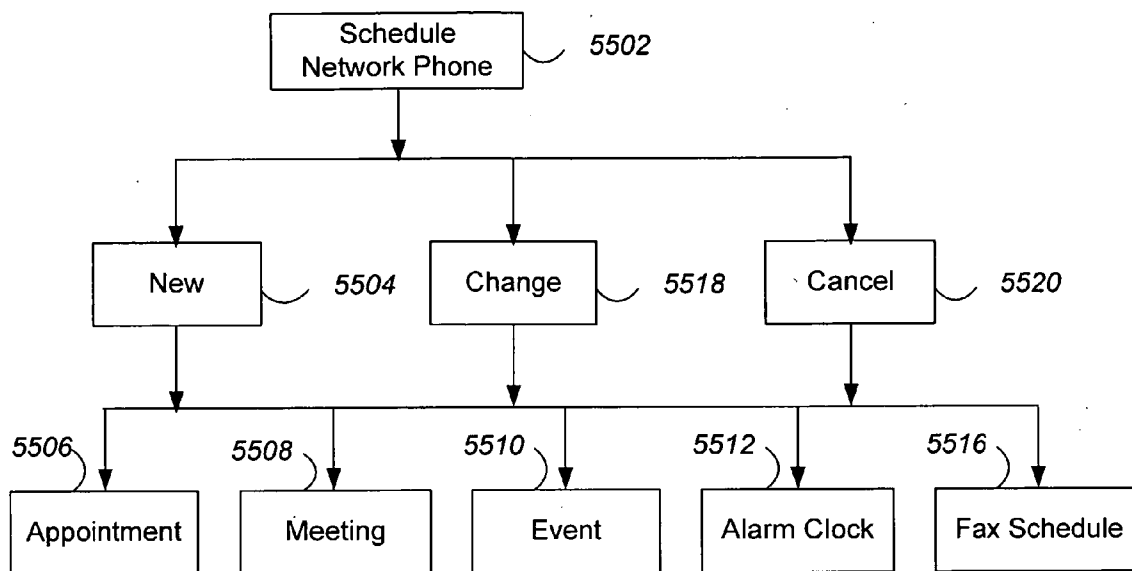 Schedule
Network Phone
5502
New
5504
Change
5518
Cancel
5520
5506
5508
5510
5512
5516
Appointment
Meeting
Event
Alarm Clock
Fax Schedule